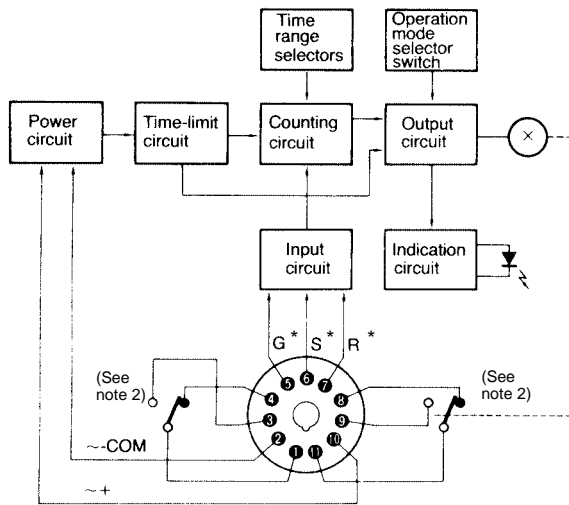 Time
range
selectors
Operation
mode
selector
switch
Power
circuit
Time-limit
circuit
Counting
circuit
Output
circuit
×
Input
circuit
Indication
circuit
G * S * R *
(See
note 2)
(See
note 2)
1
2
3
4
5
6
7
8
9
10
11
~-COM
~+